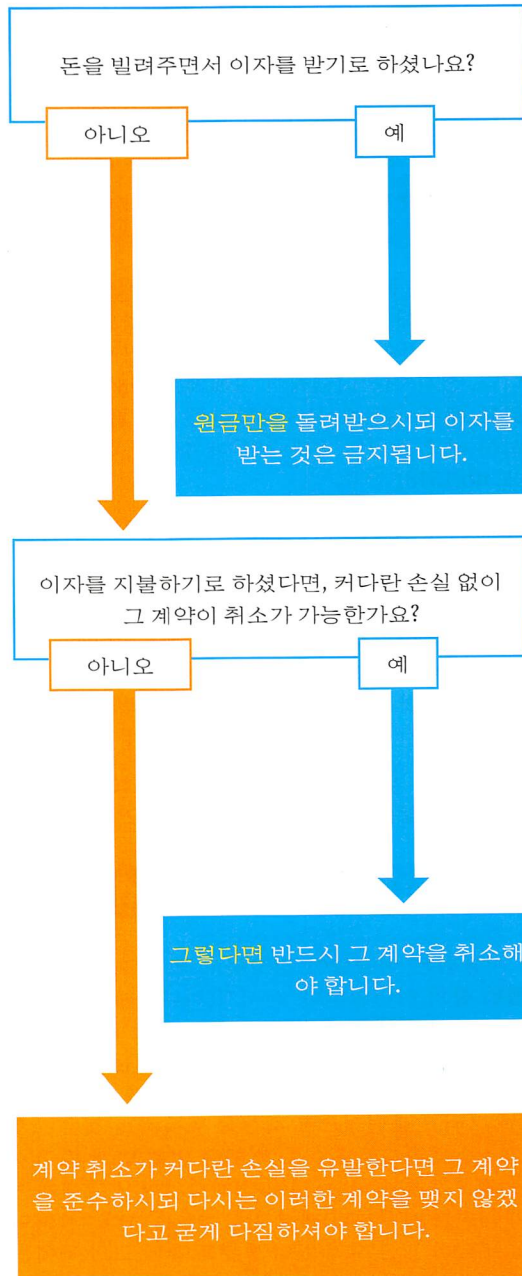 돈을 빌려주면서 이자를 받기로 하셨나요?
아니오
예
원금만을 돌려받으시되 이자를
받는 것은 금지됩니다.
이자를 지불하기로 하셨다면, 커다란 손실 없이
그 계약이 취소가 가능한가요?
아니오
예
그렇다면 반드시 그 계약을 취소해
야 합니다.
계약 취소가 커다란 손실을 유발한다면 그 계약
을 준수하시되 다시는 이러한 계약을 맺지 않겠
다고 굳게 다짐하셔야 합니다.